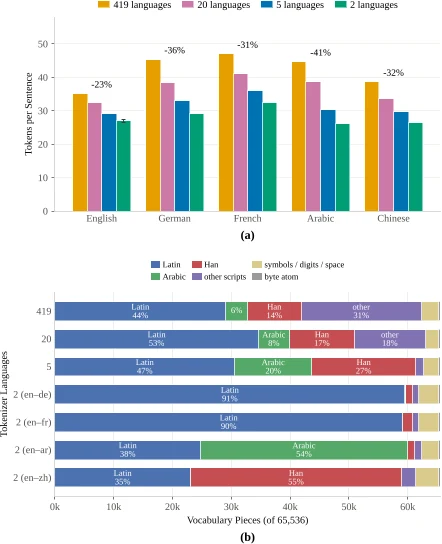 419 languages 20 languages 5 languages 2 languages
50
40
30
20
10
0
Tokens per Sentence
-23%
-36%
-31%
-41%
-32%
English German French Arabic Chinese
(a)
Latin Han symbols / digits / space
Arabic other scripts byte atom
Tokenizer Languages
419 Latin 44% 6% Han 14% other 31%
20 Latin 53% Arabic 8% Han 17% other 18%
5 Latin 47% Arabic 20% Han 27%
2 (en–de) Latin 91%
2 (en–fr) Latin 90%
2 (en–ar) Latin 38% Arabic 54%
2 (en–zh) Latin 35% Han 55%
0k 10k 20k 30k 40k 50k 60k
Vocabulary Pieces (of 65,536)
(b)